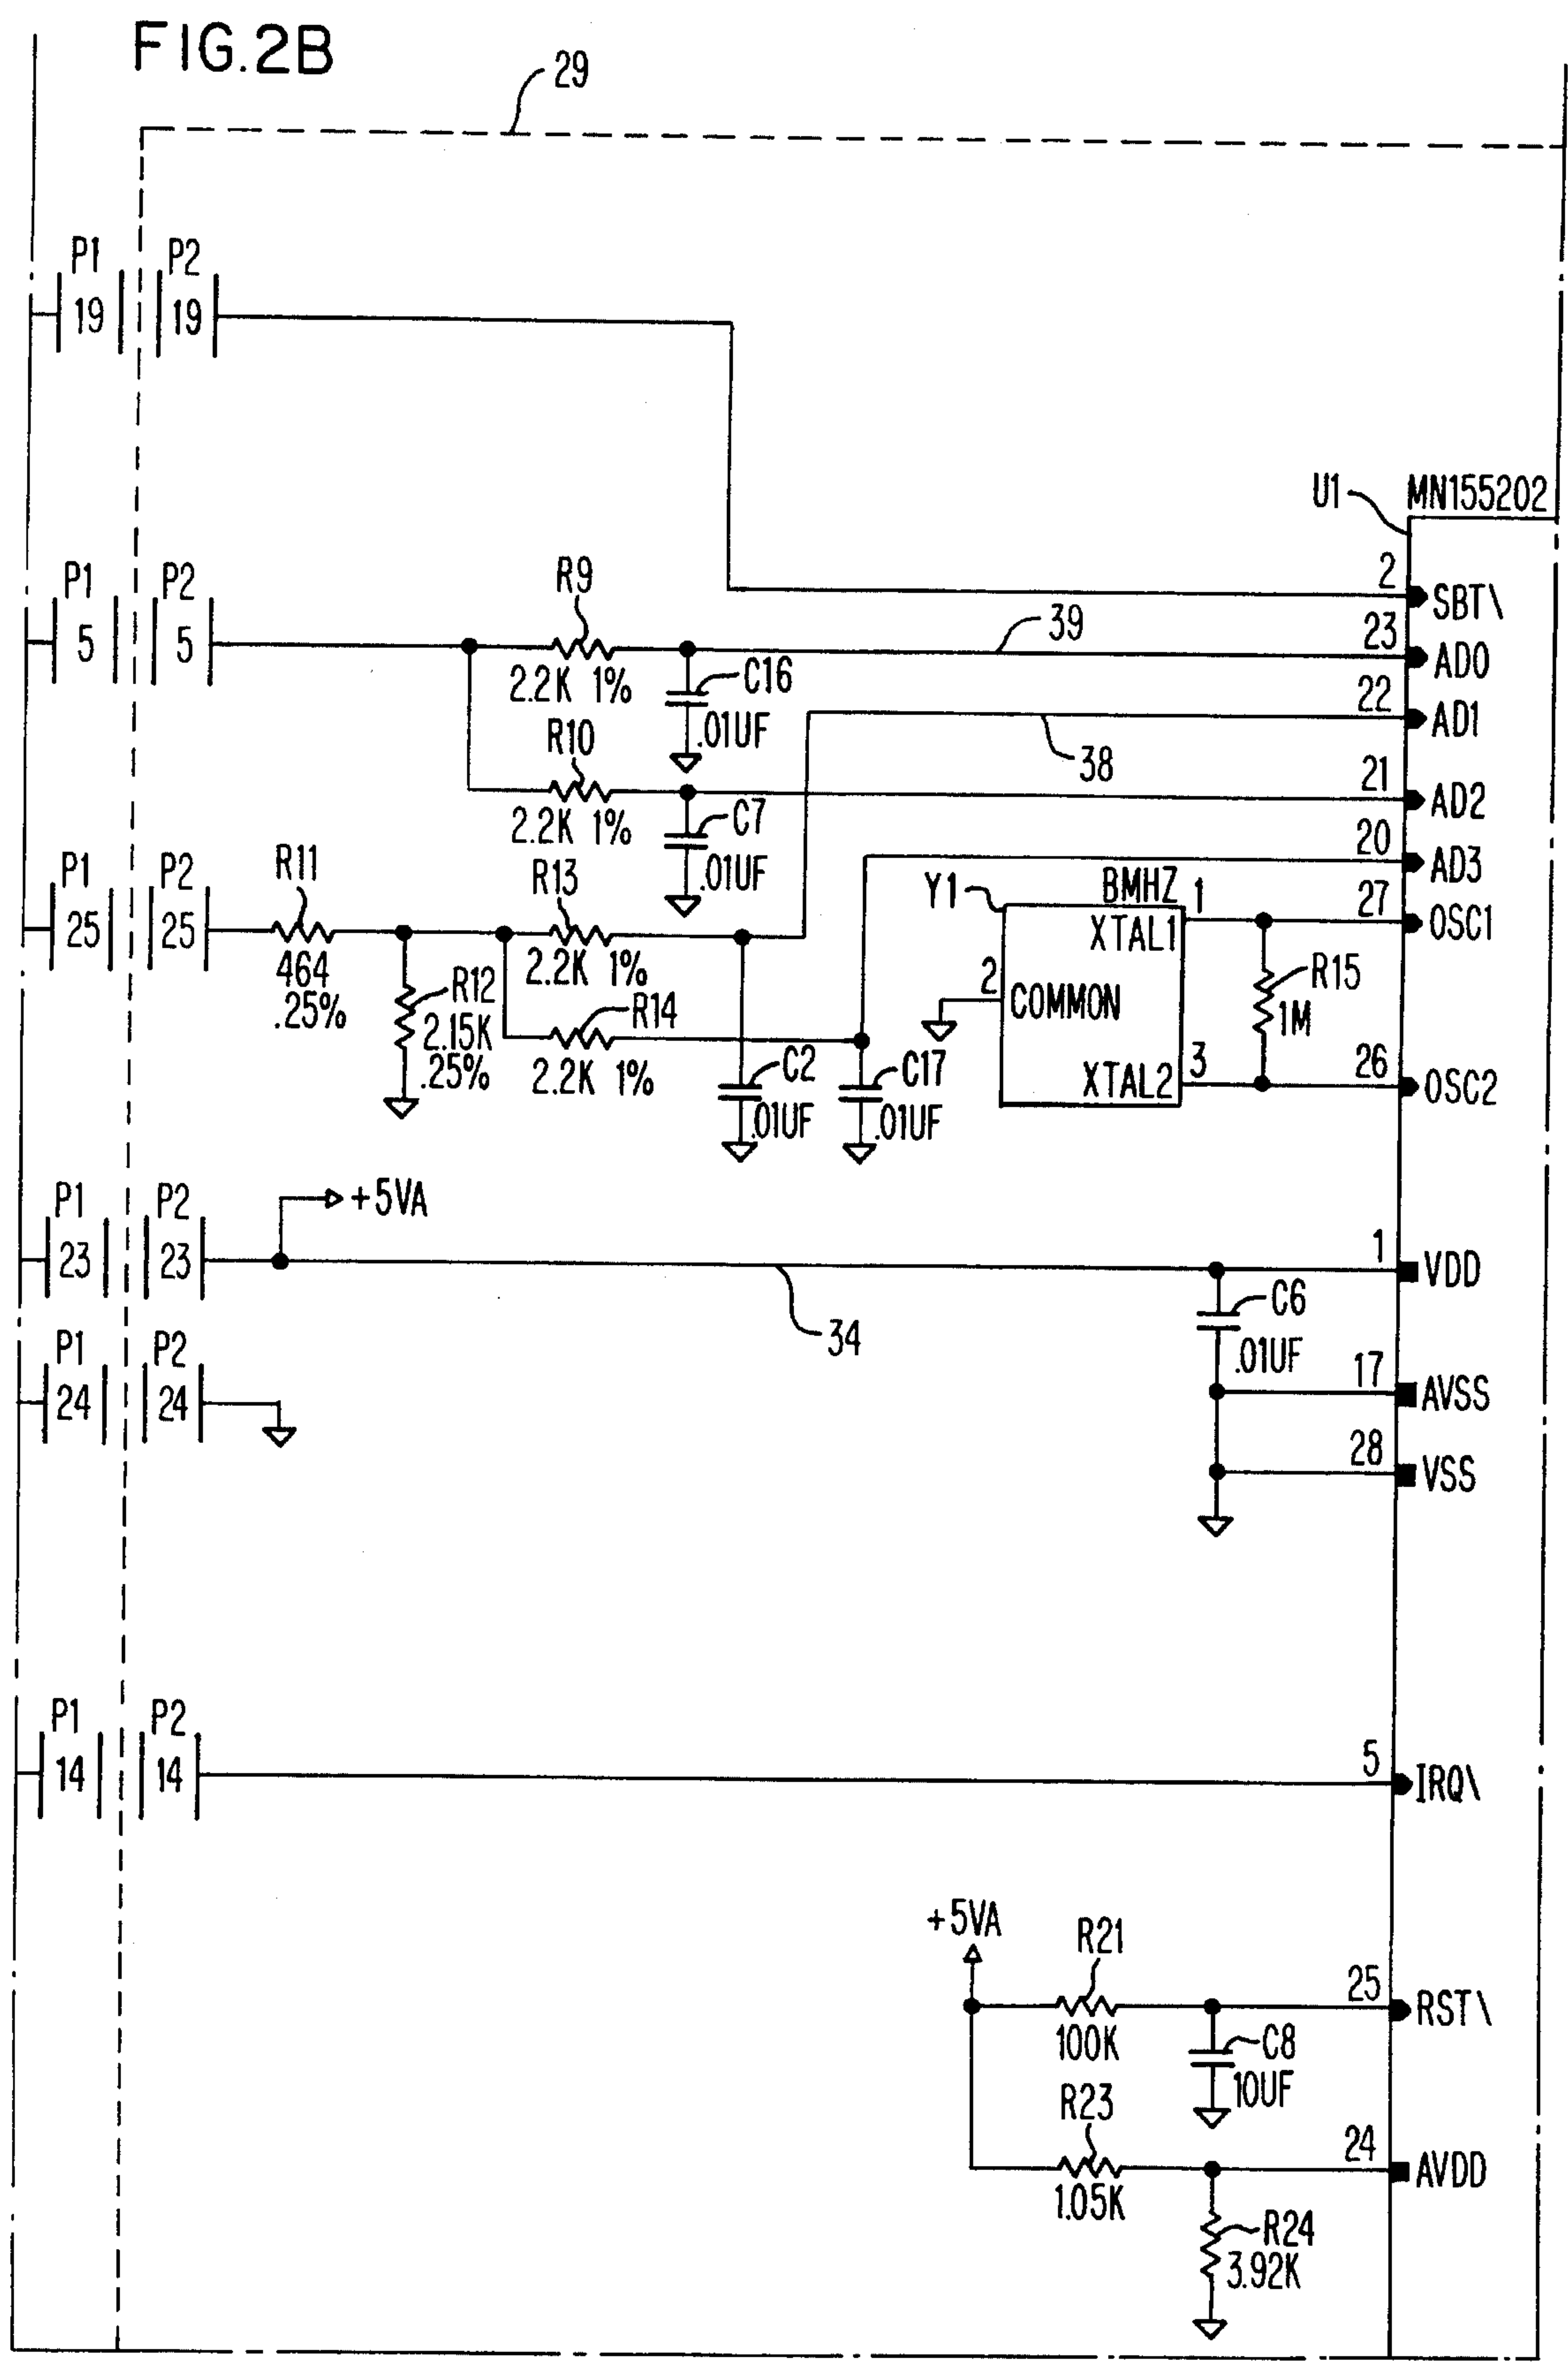 FIG.2B
29
P1 P2
19 19
U1 MN155202
2 SBT\
P1 P2
5 5
R9
2.2K 1%
39
23 AD0
C16
.01UF
22 AD1
38
R10
2.2K 1%
21 AD2
C7
.01UF
20 AD3
P1 P2
25 25
R11
464
.25%
R12
2.15K
.25%
R13
2.2K 1%
R14
2.2K 1%
C2
.01UF
C17
.01UF
Y1
BMHZ
XTAL1 1
2 COMMON
XTAL2 3
27 OSC1
R15
1M
26 OSC2
P1 P2
23 23
+5VA
34
1 VDD
C6
.01UF
P1 P2
24 24
17 AVSS
28 VSS
P1 P2
14 14
5 IRQ\
+5VA
R21
100K
25 RST\
C8
10UF
R23
1.05K
24 AVDD
R24
3.92K